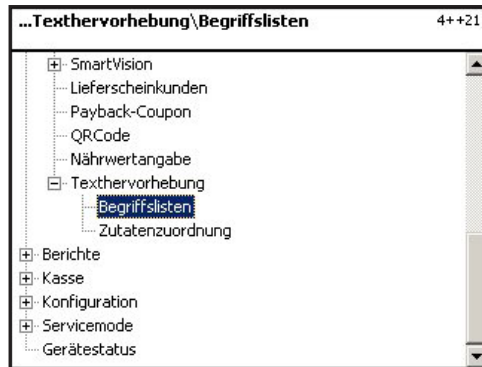 ...Texthervorhebung\Begriffslisten 4++21
SmartVision
Lieferscheinkunden
Payback-Coupon
QRCode
Nährwertangabe
Texthervorhebung
Begriffslisten
Zutatenzuordnung
Berichte
Kasse
Konfiguration
Servicemode
Gerätestatus